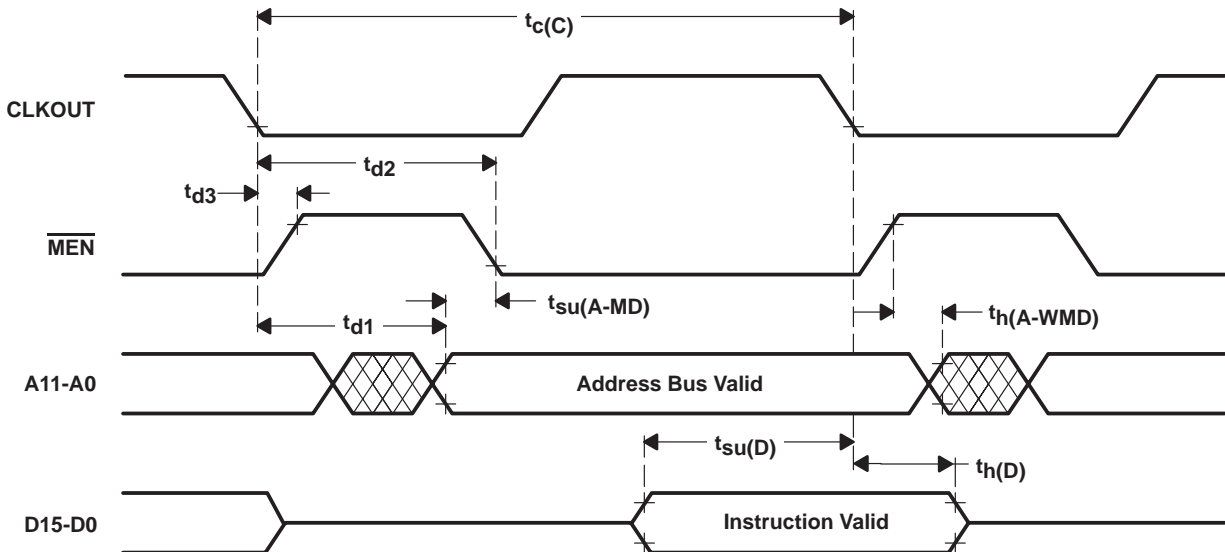 tc(C)
CLKOUT
td2
td3
MEN
tsu(A-MD)
td1
th(A-WMD)
A11-A0
Address Bus Valid
tsu(D)
th(D)
D15-D0
Instruction Valid